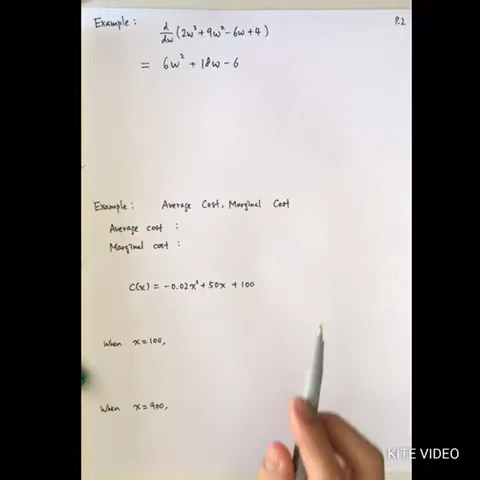 Example : d/dw (2w³ + 9w² - 6w + 4) P.2
= 6w² + 18w - 6
Example : Average Cost, Marginal Cost
Average cost :
Marginal cost :
C(x) = -0.02x² + 50x + 100
When x = 100,
When x = 900,
KITE VIDEO